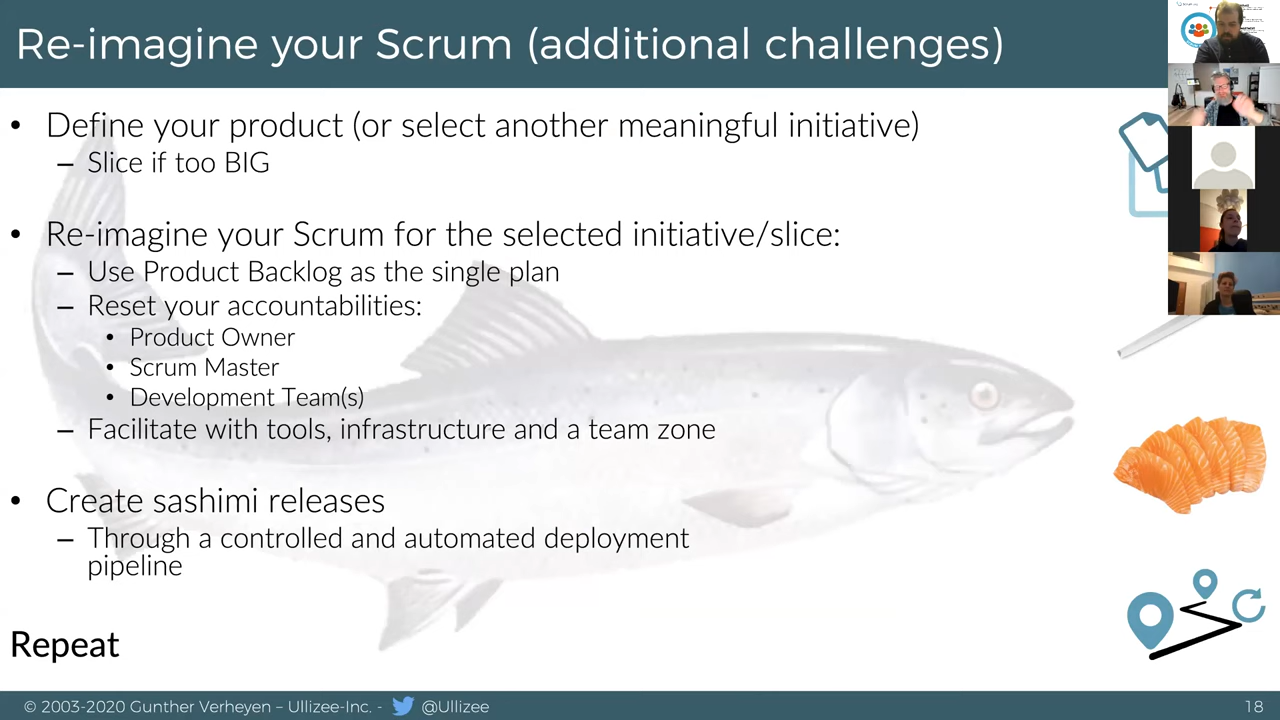 Re-imagine your Scrum (additional challenges)
• Define your product (or select another meaningful initiative)
– Slice if too BIG
• Re-imagine your Scrum for the selected initiative/slice:
– Use Product Backlog as the single plan
– Reset your accountabilities:
• Product Owner
• Scrum Master
• Development Team(s)
– Facilitate with tools, infrastructure and a team zone
• Create sashimi releases
– Through a controlled and automated deployment
pipeline
Repeat
© 2003-2020 Gunther Verheyen – Ullizee-Inc. - @Ullizee
18